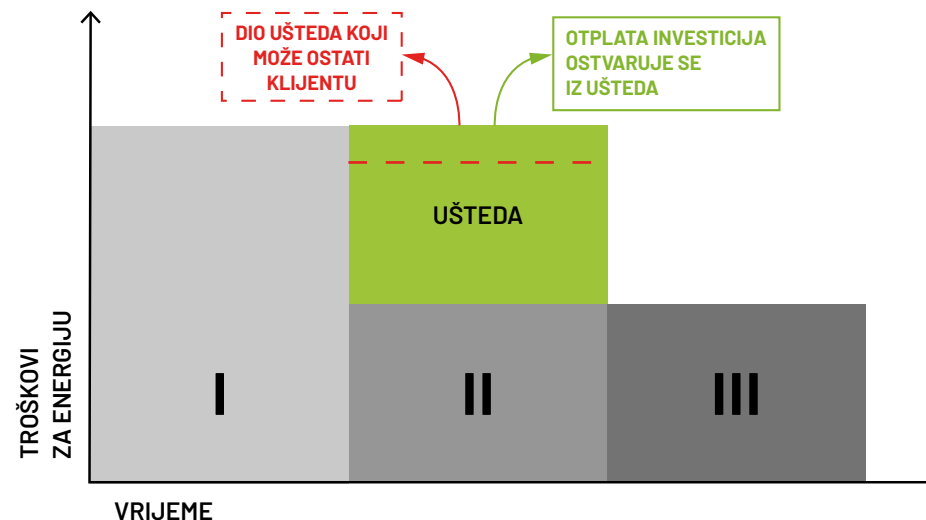 DIO UŠTEDA KOJI
MOŽE OSTATI
KLIJENTU
OTPLATA INVESTICIJA
OSTVARUJE SE
IZ UŠTEDA
UŠTEDA
TROŠKOVI
ZA ENERGIJU
I
II
III
VRIJEME